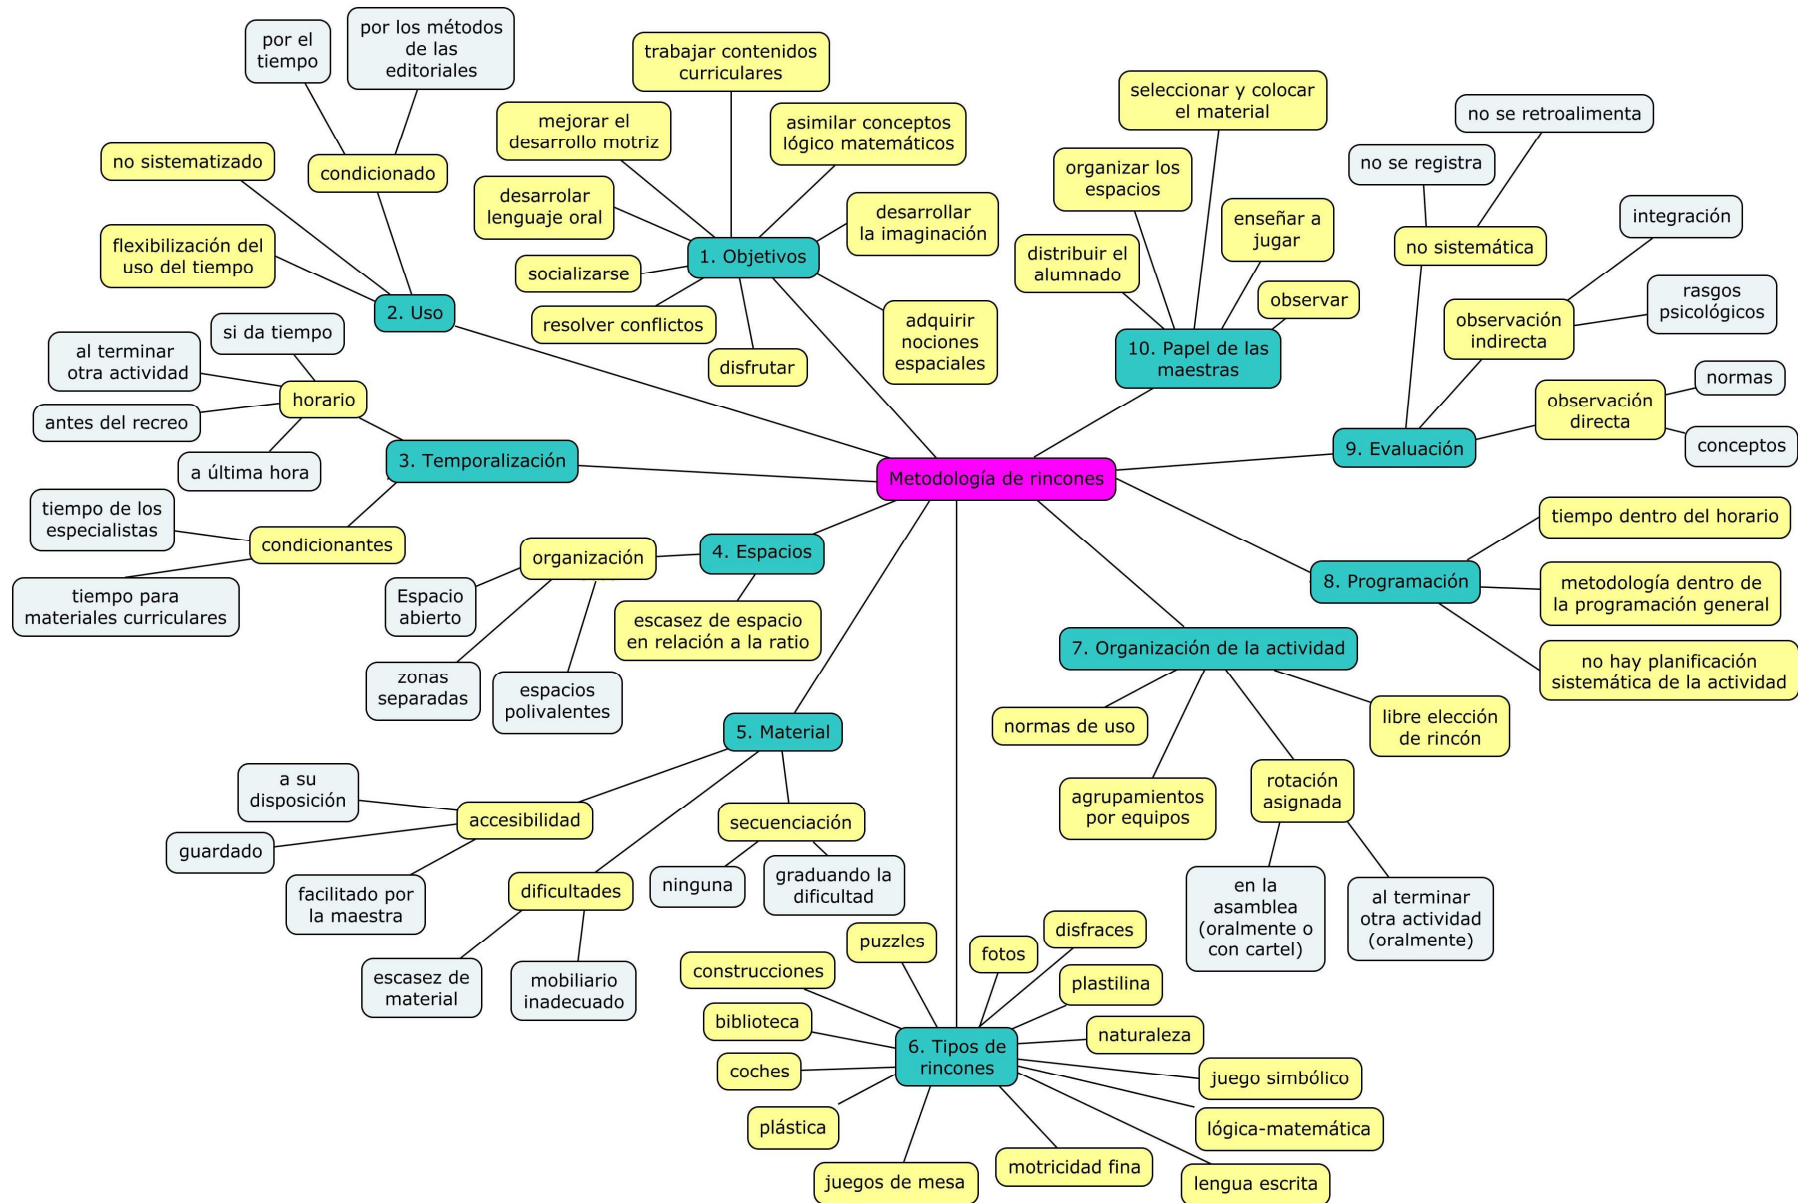 Metodología de rincones
1. Objetivos
trabajar contenidos
curriculares
mejorar el
desarrollo motriz
asimilar conceptos
lógico matemáticos
desarrolar
lenguaje oral
desarrollar
la imaginación
socializarse
resolver conflictos
disfrutar
adquirir
nociones
espaciales
2. Uso
por el
tiempo
por los métodos
de las
editoriales
condicionado
no sistematizado
flexibilización del
uso del tiempo
3. Temporalización
horario
si da tiempo
al terminar
otra actividad
antes del recreo
a última hora
condicionantes
tiempo de los
especialistas
tiempo para
materiales curriculares
4. Espacios
organización
Espacio
abierto
zonas
separadas
espacios
polivalentes
escasez de espacio
en relación a la ratio
5. Material
accesibilidad
a su
disposición
guardado
facilitado por
la maestra
dificultades
escasez de
material
mobiliario
inadecuado
secuenciación
ninguna
graduando la
dificultad
6. Tipos de
rincones
puzzles
fotos
disfraces
construcciones
plastilina
biblioteca
naturaleza
coches
juego simbólico
plástica
lógica-matemática
juegos de mesa
motricidad fina
lengua escrita
7. Organización de la actividad
normas de uso
agrupamientos
por equipos
rotación
asignada
en la
asamblea
(oralmente o
con cartel)
al terminar
otra actividad
(oralmente)
libre elección
de rincón
8. Programación
tiempo dentro del horario
metodología dentro de
la programación general
no hay planificación
sistemática de la actividad
9. Evaluación
no sistemática
no se registra
no se retroalimenta
observación
indirecta
integración
rasgos
psicológicos
observación
directa
normas
conceptos
10. Papel de las
maestras
seleccionar y colocar
el material
organizar los
espacios
distribuir el
alumnado
enseñar a
jugar
observar